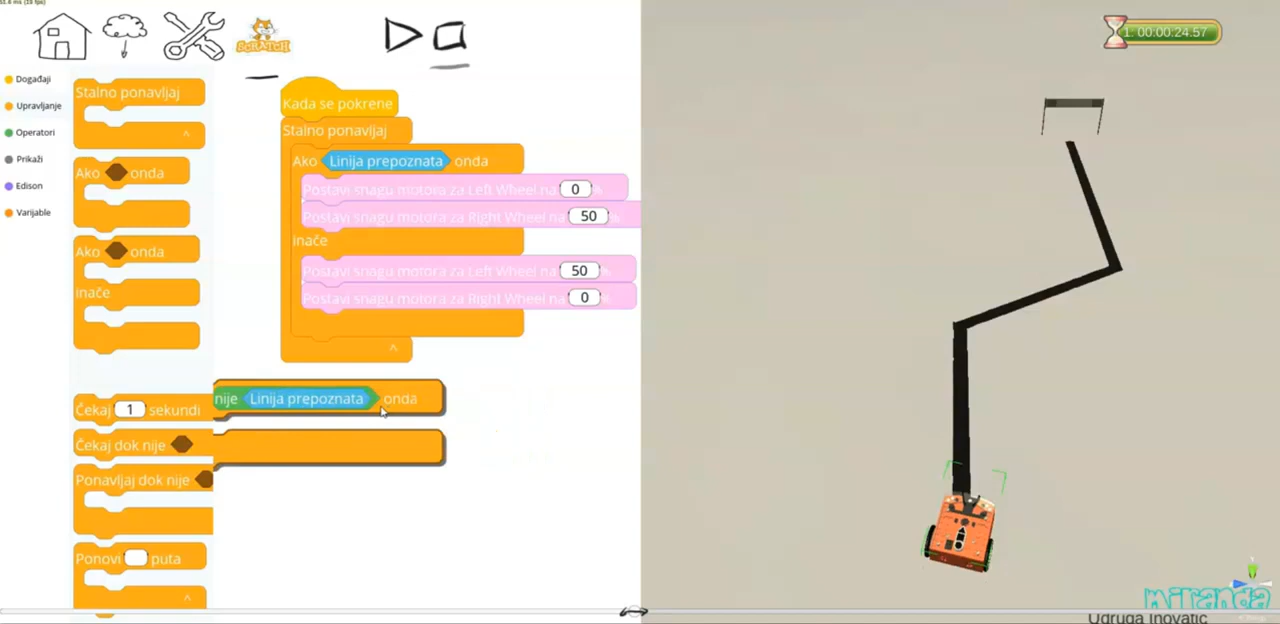 SCRATCH
1. 00:00:24.57
Događaji
Upravljanje
Operatori
Prikaži
Edison
Varijable
Stalno ponavljaj
Ako onda
Ako onda
inače
Čekaj 1 sekundi
Čekaj dok nije
Ponavljaj dok nije
Ponovi puta
Kada se pokrene
Stalno ponavljaj
Ako Linija prepoznata onda
Postavi snagu motora za Left Wheel na 0 %
Postavi snagu motora za Right Wheel na 50 %
inače
Postavi snagu motora za Left Wheel na 50 %
Postavi snagu motora za Right Wheel na 0 %
nije Linija prepoznata onda
miranda
Udruga Inovatic